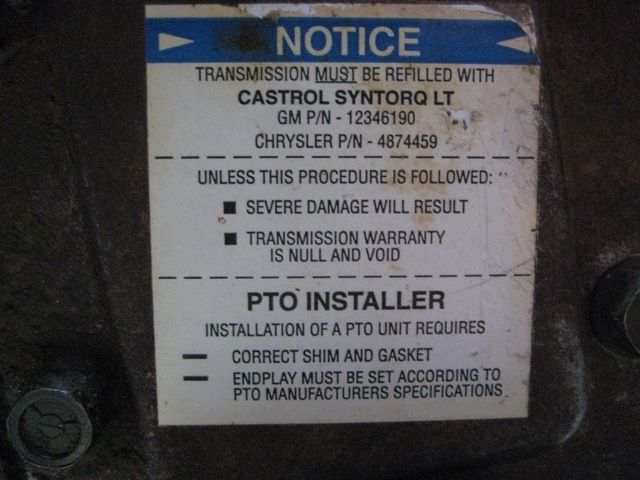 NOTICE
TRANSMISSION MUST BE REFILLED WITH
CASTROL SYNTORQ LT
GM P/N - 12346190
CHRYSLER P/N - 4874459
UNLESS THIS PROCEDURE IS FOLLOWED:
■ SEVERE DAMAGE WILL RESULT
■ TRANSMISSION WARRANTY
IS NULL AND VOID
PTO INSTALLER
INSTALLATION OF A PTO UNIT REQUIRES
— CORRECT SHIM AND GASKET
— ENDPLAY MUST BE SET ACCORDING TO
PTO MANUFACTURERS SPECIFICATIONS